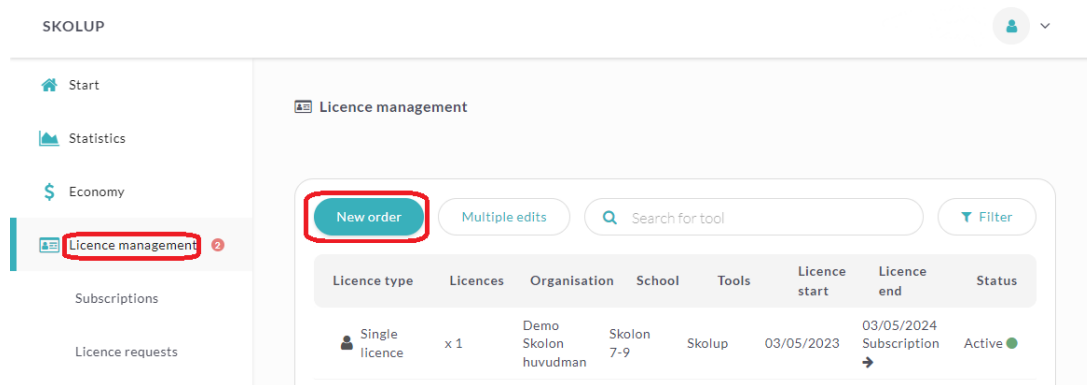 SKOLUP
Start
Statistics
Economy
Licence management 2
Subscriptions
Licence requests
Licence management
New order
Multiple edits
Search for tool
Filter
Licence type Licences Organisation School Tools Licence start Licence end Status
Single licence x 1 Demo Skolon huvudman Skolon 7-9 Skolup 03/05/2023 03/05/2024 Subscription Active